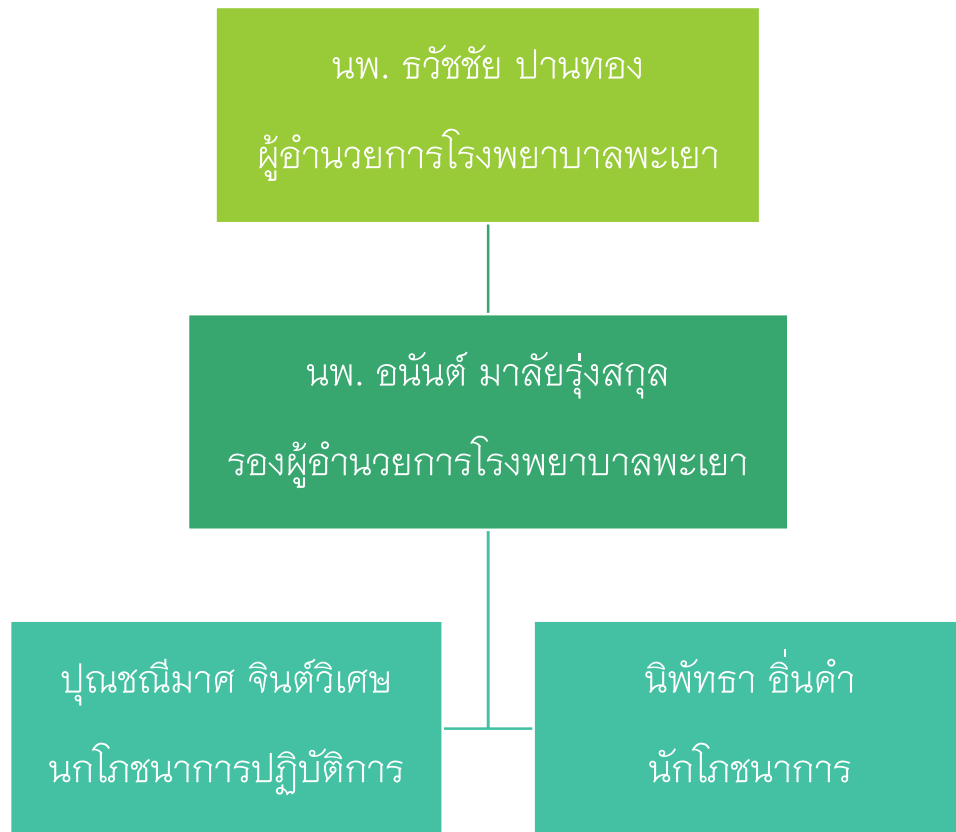 นพ. ธวัชชัย ปานทอง
ผู้อำนวยการโรงพยาบาลพะเยา
นพ. อนันต์ มาลัยรุ่งสกุล
รองผู้อำนวยการโรงพยาบาลพะเยา
ปุณชณีมาศ จินต์วิเศษ
นกโภชนาการปฏิบัติการ
นิพัทธา อิ่นคำ
นักโภชนาการ